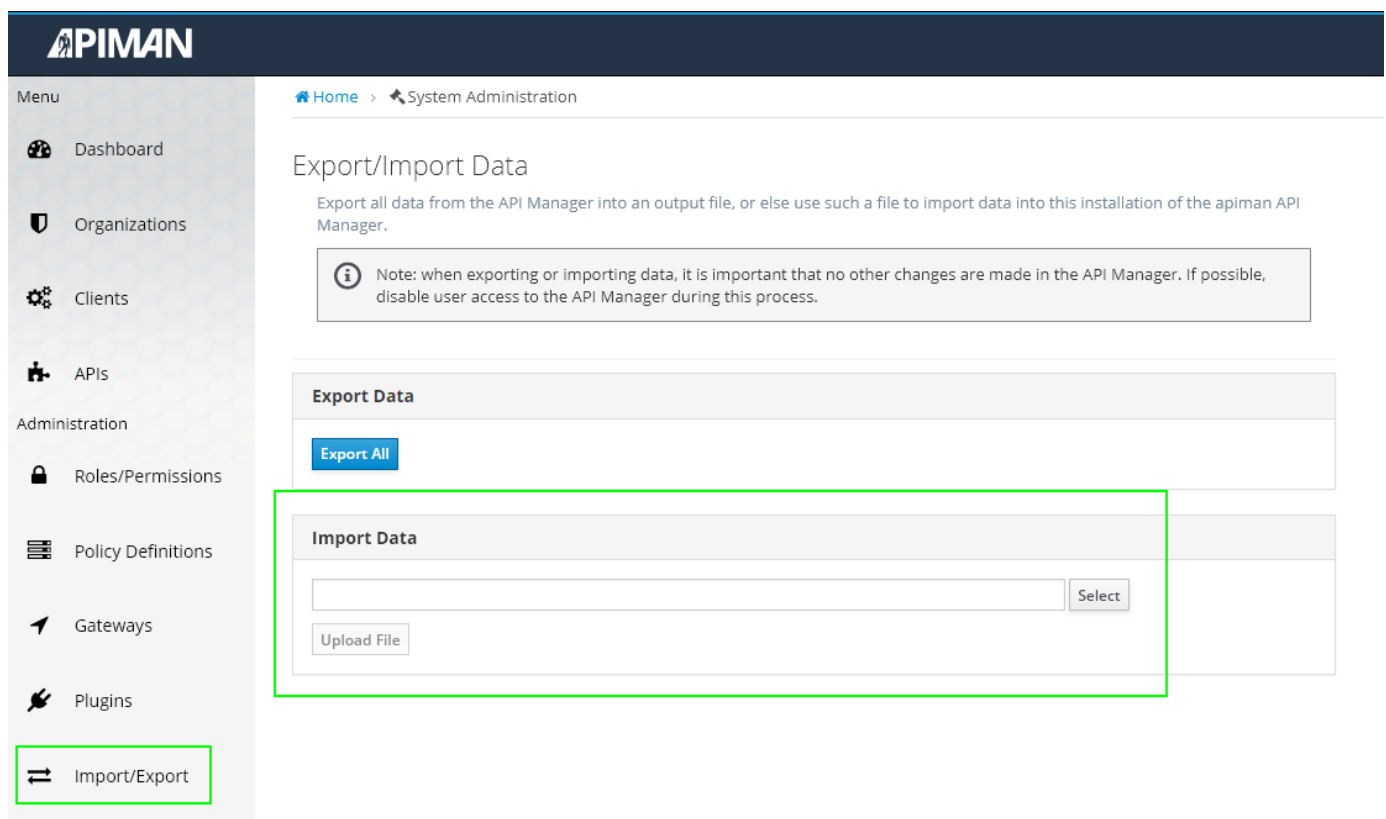 APIMAN
Menu
Dashboard
Organizations
Clients
APIs
Administration
Roles/Permissions
Policy Definitions
Gateways
Plugins
Import/Export
Home > System Administration
Export/Import Data
Export all data from the API Manager into an output file, or else use such a file to import data into this installation of the apiman API
Manager.
Note: when exporting or importing data, it is important that no other changes are made in the API Manager. If possible,
disable user access to the API Manager during this process.
Export Data
Export All
Import Data
Select
Upload File